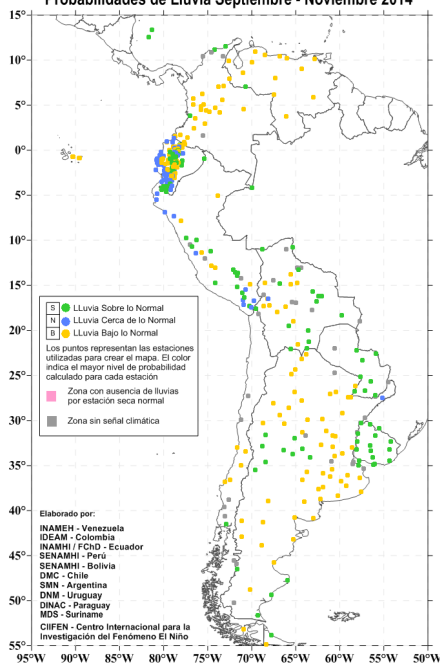 Probabilidades de Lluvia Septiembre - Noviembre 2014
15°
10°
5°
0°
5°
10°
15°
20°
25°
30°
35°
40°
45°
50°
55°
S LLuvia Sobre lo Normal
N LLuvia Cerca de lo Normal
B LLuvia Bajo lo Normal
Los puntos representan las estaciones
utilizadas para crear el mapa. El color
indica el mayor nivel de probabilidad
calculado para cada estación
Zona con ausencia de lluvias
por estación seca normal
Zona sin señal climática
Elaborado por:
INAMEH - Venezuela
IDEAM - Colombia
INAMHI / FChD - Ecuador
SENAMHI - Perú
SENAMHI - Bolivia
DMC - Chile
SMN - Argentina
DNM - Uruguay
DINAC - Paraguay
MDS - Suriname
CIIFEN - Centro Internacional para la
Investigación del Fenómeno El Niño
95°W 90°W 85°W 80°W 75°W 70°W 65°W 60°W 55°W 50°W